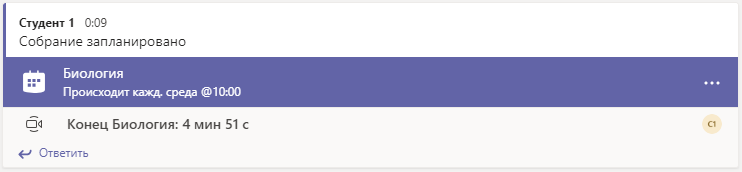 Студент 1 0:09
Собрание запланировано
Биология
Происходит кажд. среда @10:00
Конец Биология: 4 мин 51 с
С1
Ответить